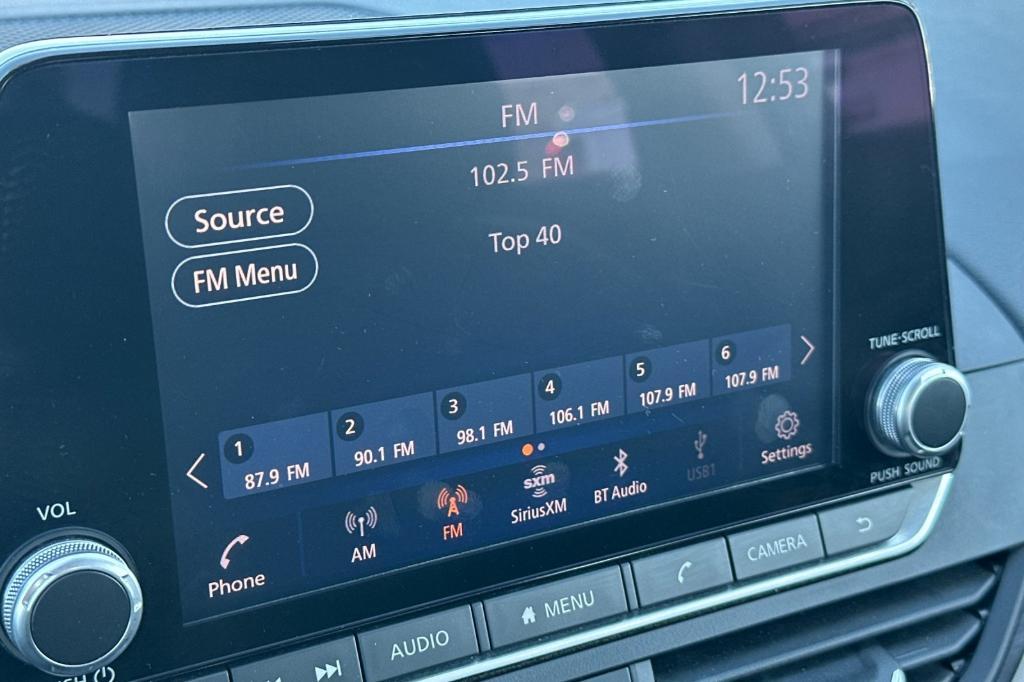 FM
12:53
102.5 FM
Source
Top 40
FM Menu
1
87.9 FM
2
90.1 FM
3
98.1 FM
4
106.1 FM
5
107.9 FM
6
107.9 FM
Phone
AM
FM
sxm
SiriusXM
BT Audio
USB1
Settings
VOL
TUNE·SCROLL
PUSH SOUND
AUDIO
MENU
CAMERA